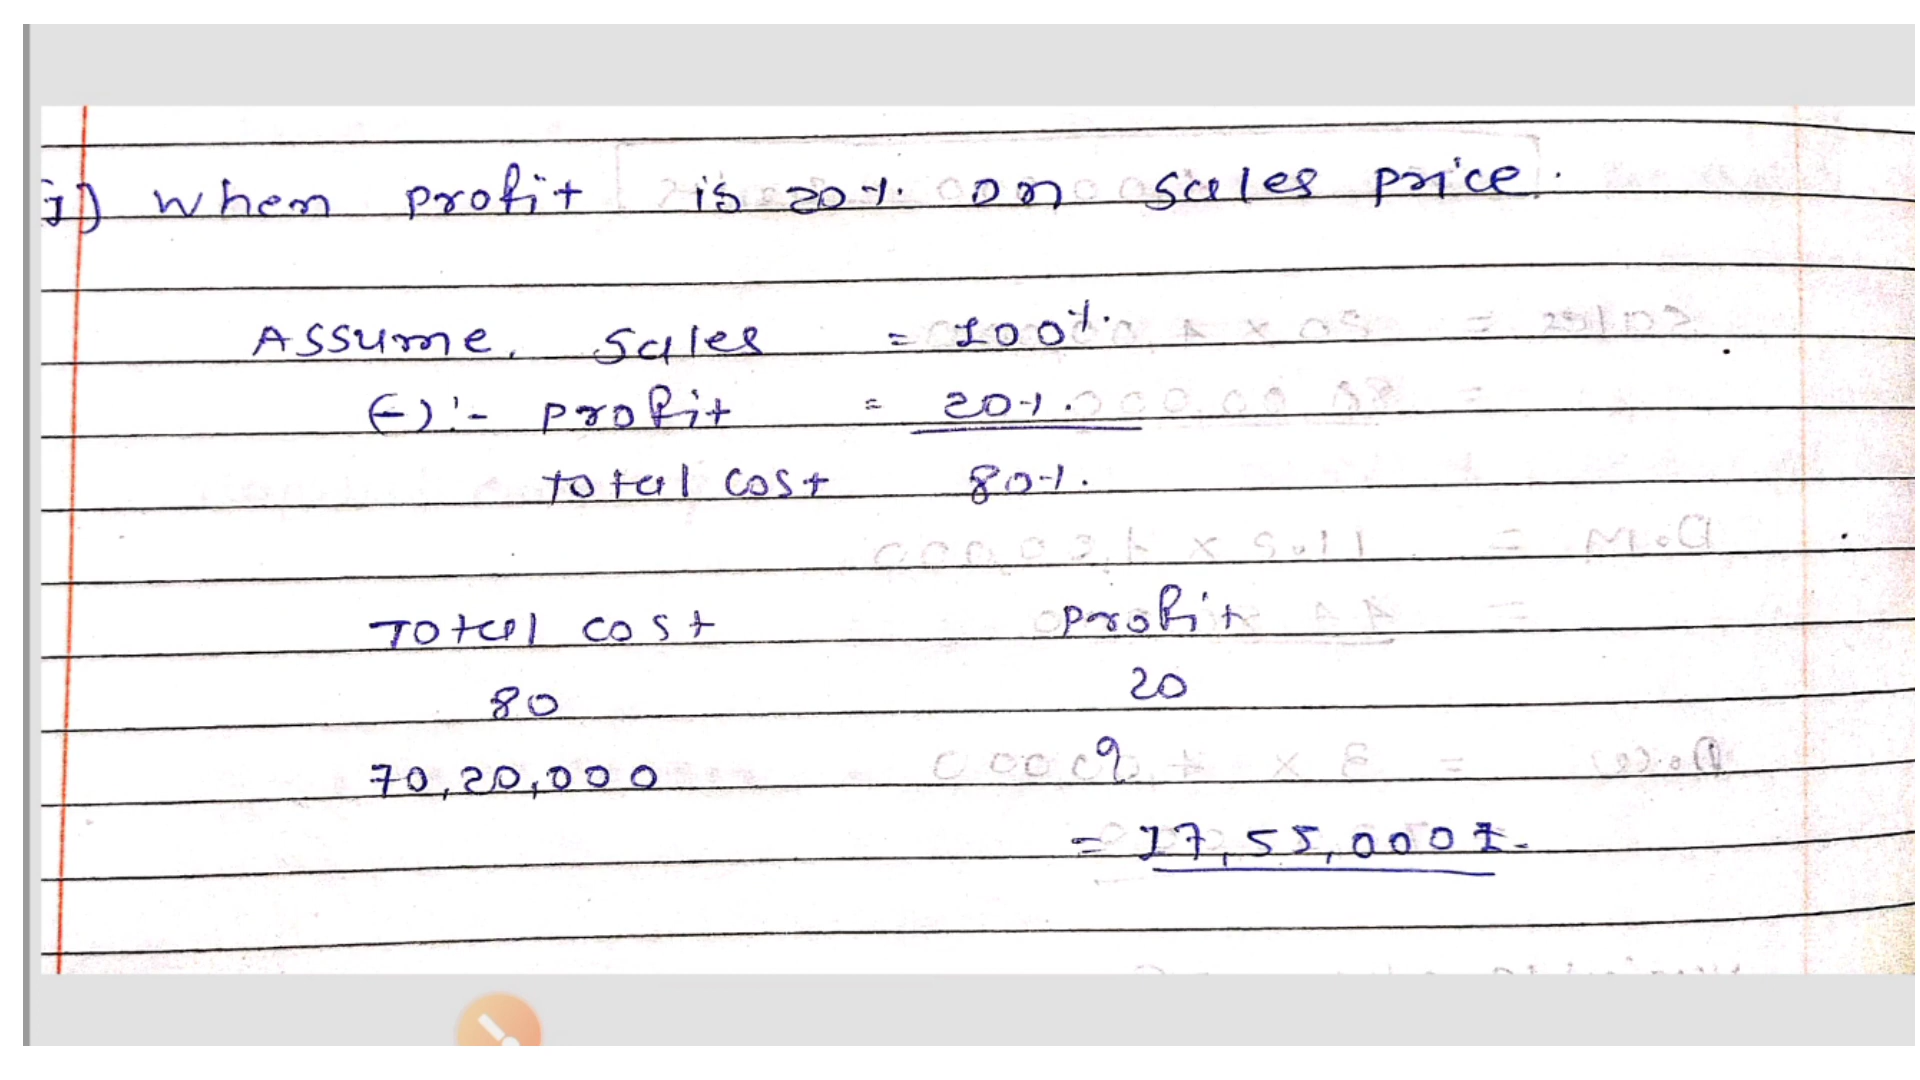 1) When profit is 20%. on sales price.
Assume, Sales = 100%.
(-):- profit = 20%.
total cost 80%.
Total cost profit
80 20
70,20,000 ?
= 17,55,000